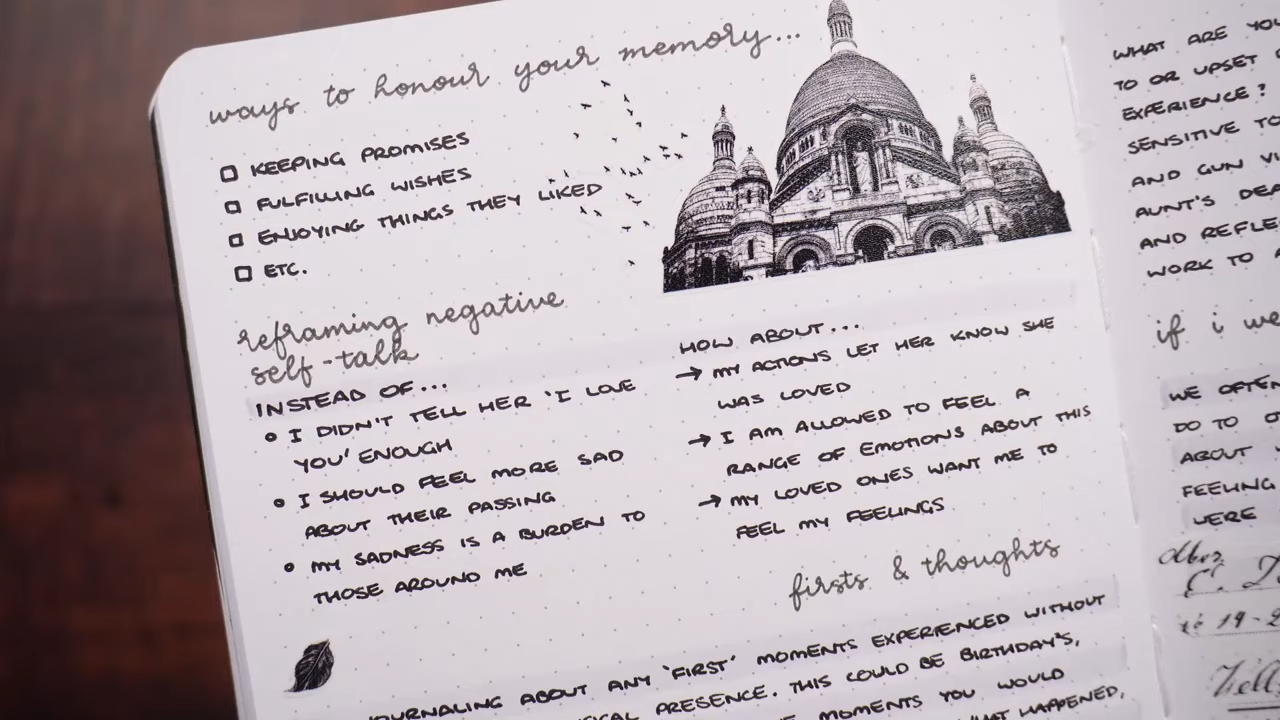 ways to honour your memory...
KEEPING PROMISES
FULFILLING WISHES
ENJOYING THINGS THEY LIKED
ETC.
reframing negative
self-talk
INSTEAD OF...
• I DIDN'T TELL HER 'I LOVE
YOU' ENOUGH
• I SHOULD FEEL MORE SAD
ABOUT THEIR PASSING
• MY SADNESS IS A BURDEN TO
THOSE AROUND ME
HOW ABOUT...
→ MY ACTIONS LET HER KNOW SHE
WAS LOVED
→ I AM ALLOWED TO FEEL A
RANGE OF EMOTIONS ABOUT THIS
→ MY LOVED ONES WANT ME TO
FEEL MY FEELINGS
firsts & thoughts
JOURNALING ABOUT ANY 'FIRST' MOMENTS EXPERIENCED WITHOUT
PRESENCE. THIS COULD BE BIRTHDAY'S,
MOMENTS YOU WOULD
WHAT HAPPENED,
WHAT ARE YOU
TO OR UPSET
EXPERIENCE?
SENSITIVE TO
AND GUN
AUNT'S
AND
WORK TO
if i
WE OFTEN
DO TO
ABOUT
FEELING
WERE